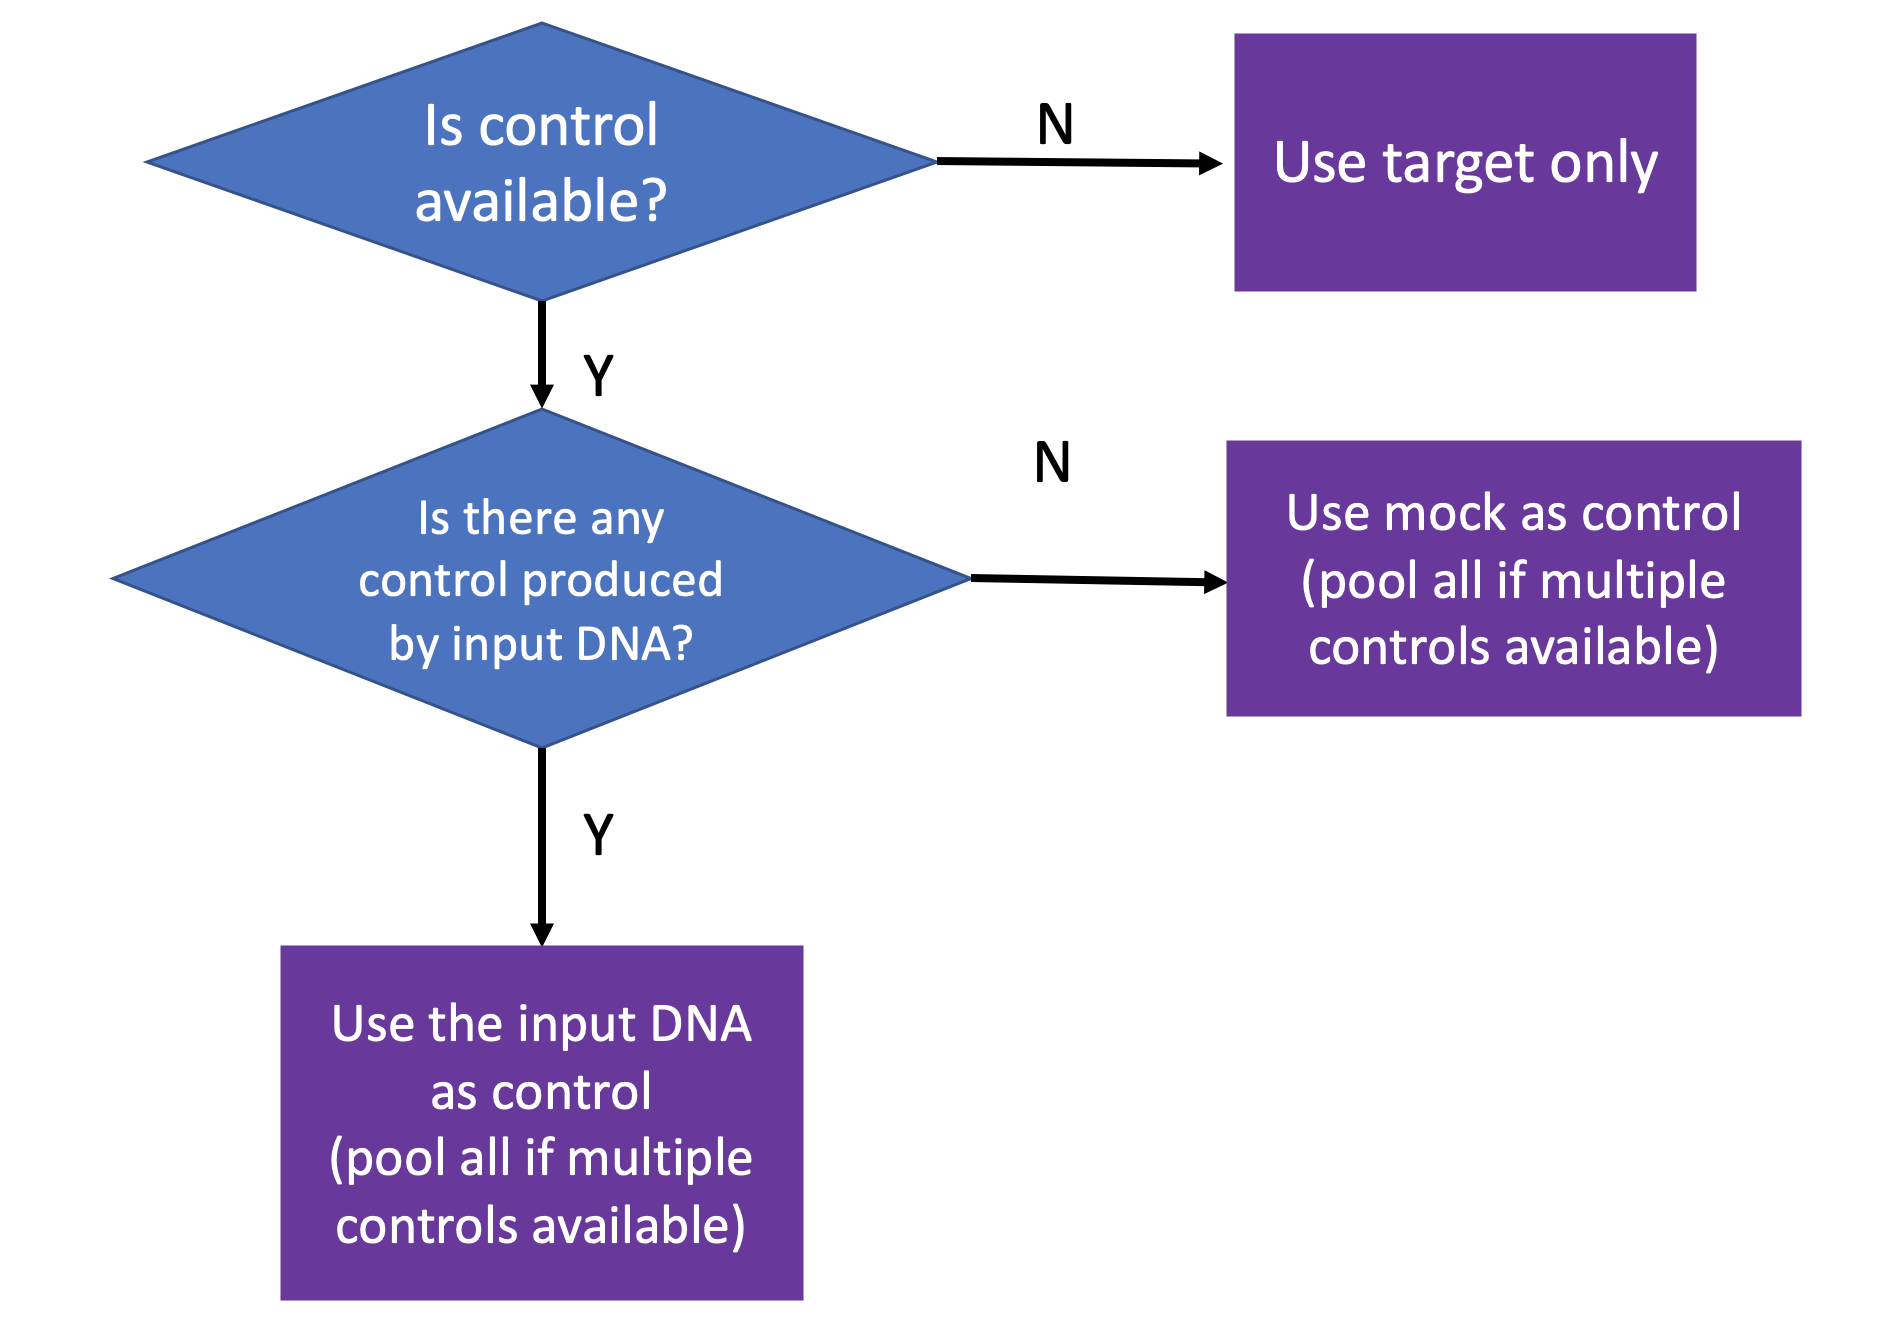 Is control
available?
N
Use target only
Y
Is there any
control produced
by input DNA?
N
Use mock as control
(pool all if multiple
controls available)
Y
Use the input DNA
as control
(pool all if multiple
controls available)